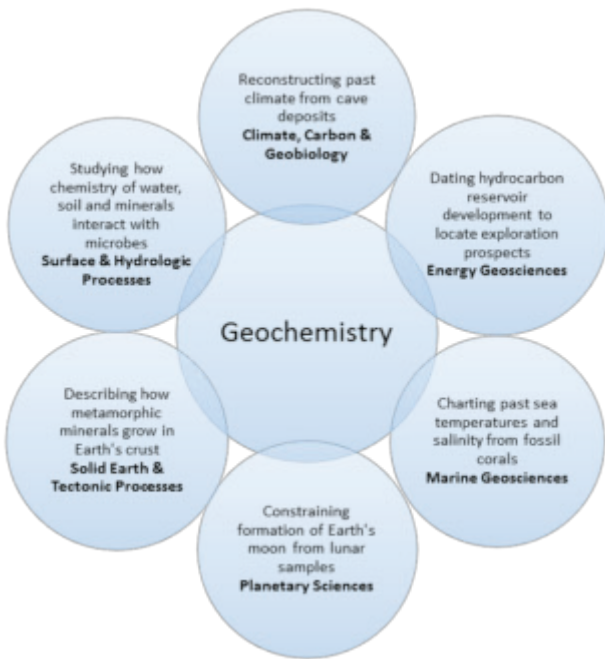 Reconstructing past
climate from cave
deposits
Climate, Carbon &
Geobiology
Dating hydrocarbon
reservoir
development to
locate exploration
prospects
Energy Geosciences
Charting past sea
temperatures and
salinity from fossil
corals
Marine Geosciences
Constraining
formation of Earth's
moon from lunar
samples
Planetary Sciences
Describing how
metamorphic
minerals grow in
Earth's crust
Solid Earth &
Tectonic Processes
Studying how
chemistry of water,
soil and minerals
interact with
microbes
Surface & Hydrologic
Processes
Geochemistry